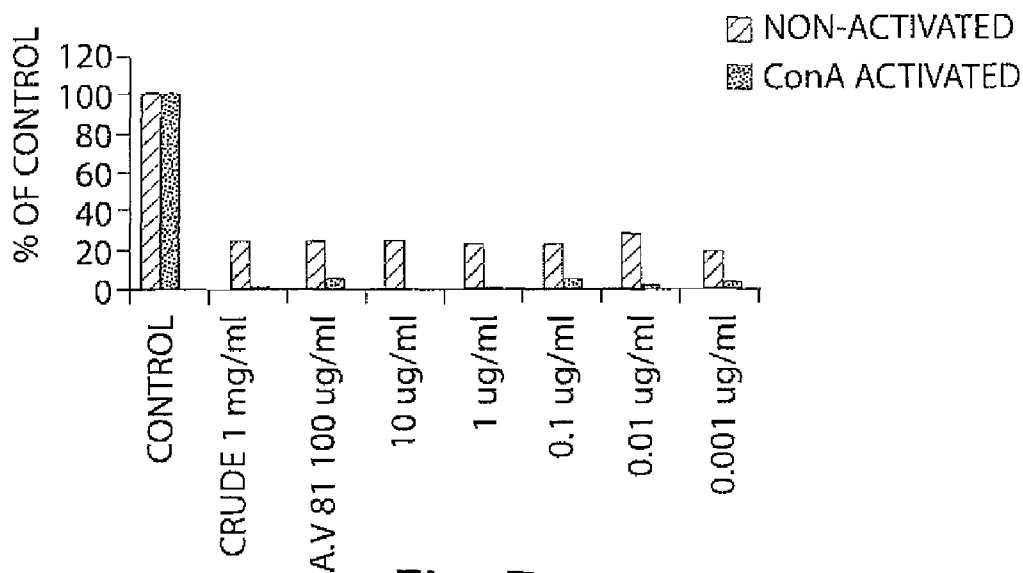 NON-ACTIVATED
ConA ACTIVATED
% OF CONTROL
120
100
80
60
40
20
0
CONTROL
CRUDE 1 mg/ml
A.V 81 100 ug/ml
10 ug/ml
1 ug/ml
0.1 ug/ml
0.01 ug/ml
0.001 ug/ml